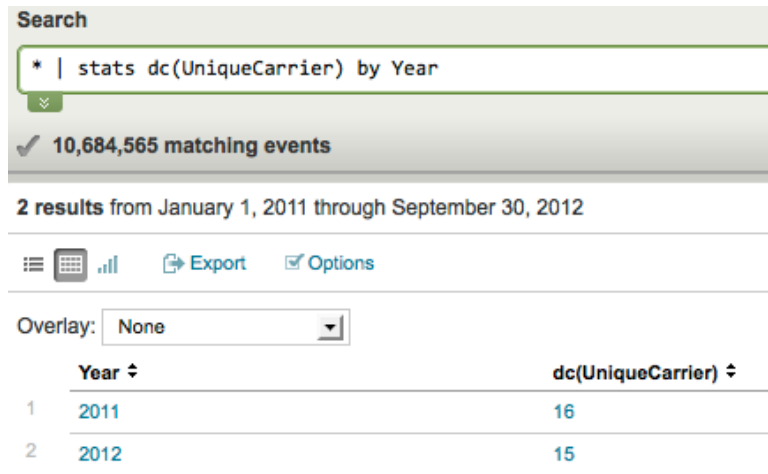 Search
* | stats dc(UniqueCarrier) by Year
10,684,565 matching events
2 results from January 1, 2011 through September 30, 2012
Export Options
Overlay: None
Year dc(UniqueCarrier)
1 2011 16
2 2012 15